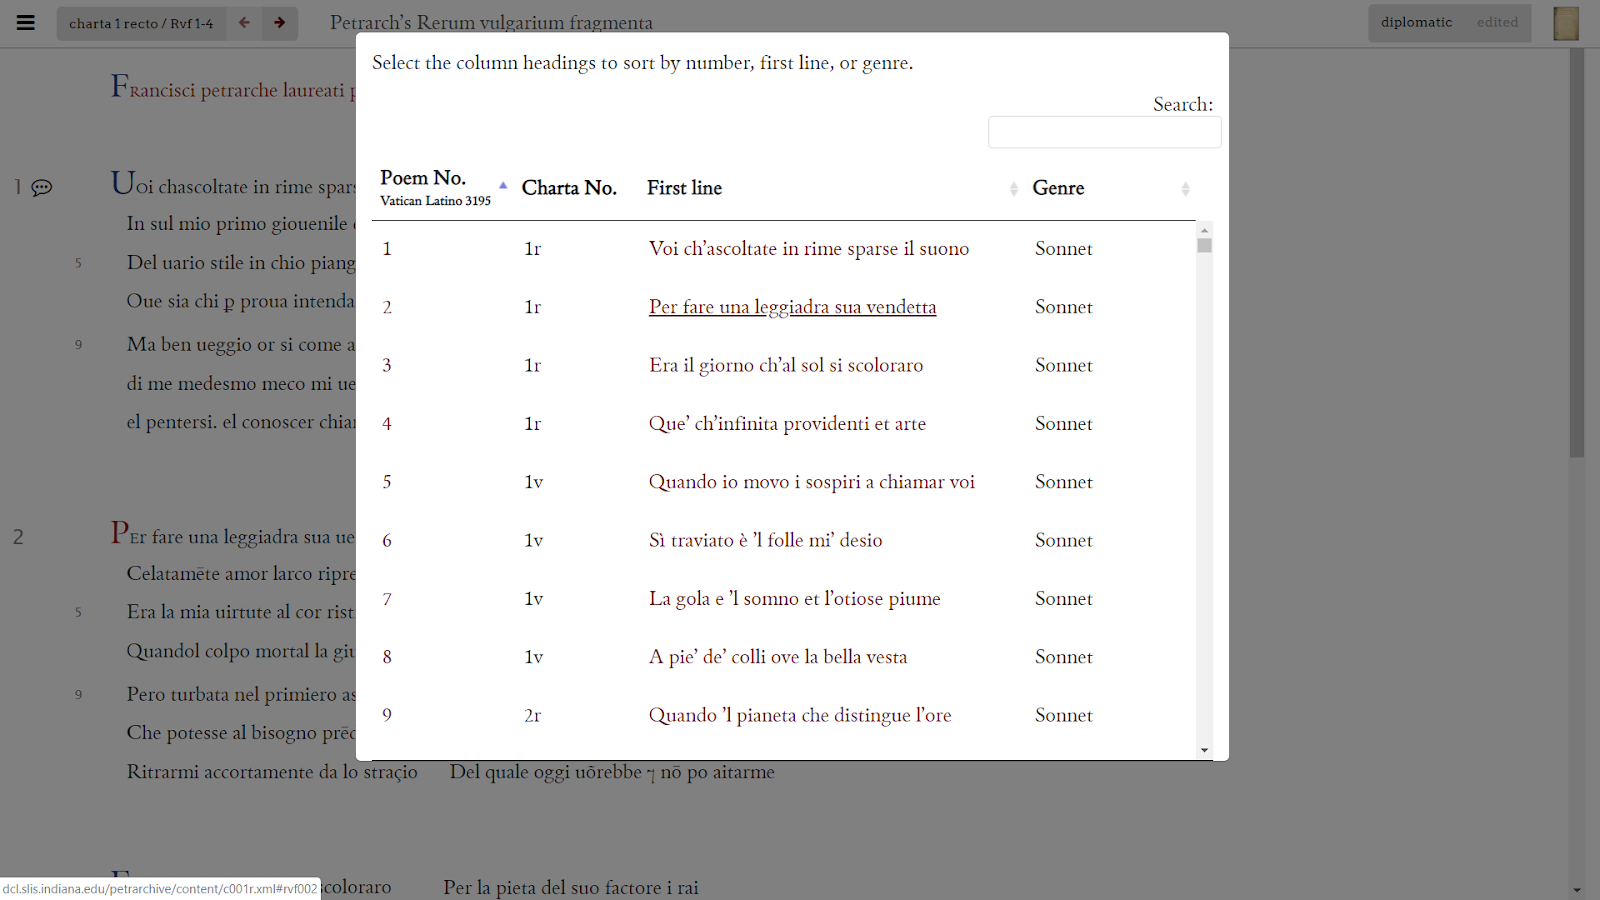 charta 1 recto / Rvf 1-4
Petrarch’s Rerum vulgarium fragmenta
diplomatic edited
FRancisci petrarche laureati
1 UOi chascoltate in rime spars
In sul mio primo giouenile
5 Del uario stile in chio piang
Oue sia chi ꝑ proua intenda
9 Ma ben ueggio or si come a
di me medesmo meco mi ue
el pentersi. el conoscer chiar
2 PEr fare una leggiadra sua ue
Celatamēte amor larco ripre
5 Era la mia uirtute al cor rist
Quandol colpo mortal la giu
9 Pero turbata nel primiero as
Che potesse al bisogno prēd
Ritrarmi accortamente da lo straçio Del quale oggi uōrebbe ⁊ nō po aitarme
scoloraro Per la pieta del suo factore i rai
Select the column headings to sort by number, first line, or genre.
Search:
Poem No. Charta No. First line Genre
Vatican Latino 3195
1 1r Voi ch’ascoltate in rime sparse il suono Sonnet
2 1r Per fare una leggiadra sua vendetta Sonnet
3 1r Era il giorno ch’al sol si scoloraro Sonnet
4 1r Que’ ch’infinita providenti et arte Sonnet
5 1v Quando io movo i sospiri a chiamar voi Sonnet
6 1v Sì traviato è ’l folle mi’ desio Sonnet
7 1v La gola e ’l somno et l’otiose piume Sonnet
8 1v A pie’ de’ colli ove la bella vesta Sonnet
9 2r Quando ’l pianeta che distingue l’ore Sonnet
dcl.slis.indiana.edu/petrarchive/content/c001r.xml#rvf002